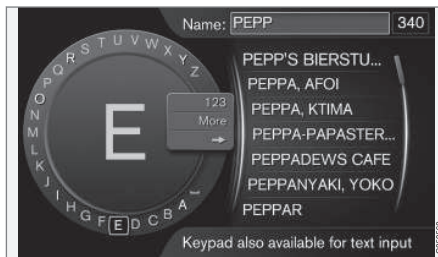 Name: PEPP 340
A B C D E F G H I J K L M N O P Q R S T U V W X Y Z
E
123
More
PEPP'S BIERSTU...
PEPPA, AFOI
PEPPA, KTIMA
PEPPA-PAPASTER...
PEPPADEWS CAFE
PEPPANYAKI, YOKO
PEPPAR
Keypad also available for text input